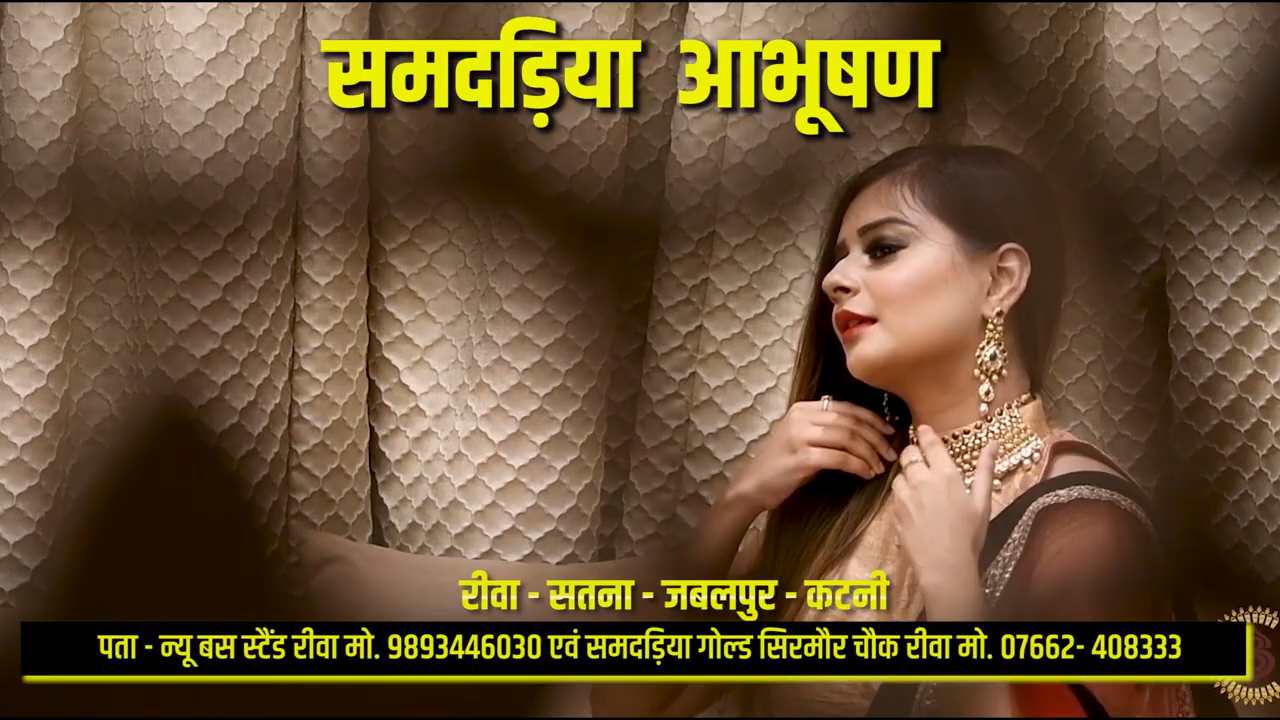 समदड़िया आभूषण
रीवा - सतना - जबलपुर - कटनी
पता - न्यू बस स्टैंड रीवा मो. 9893446030 एवं समदड़िया गोल्ड सिरमौर चौक रीवा मो. 07662- 408333